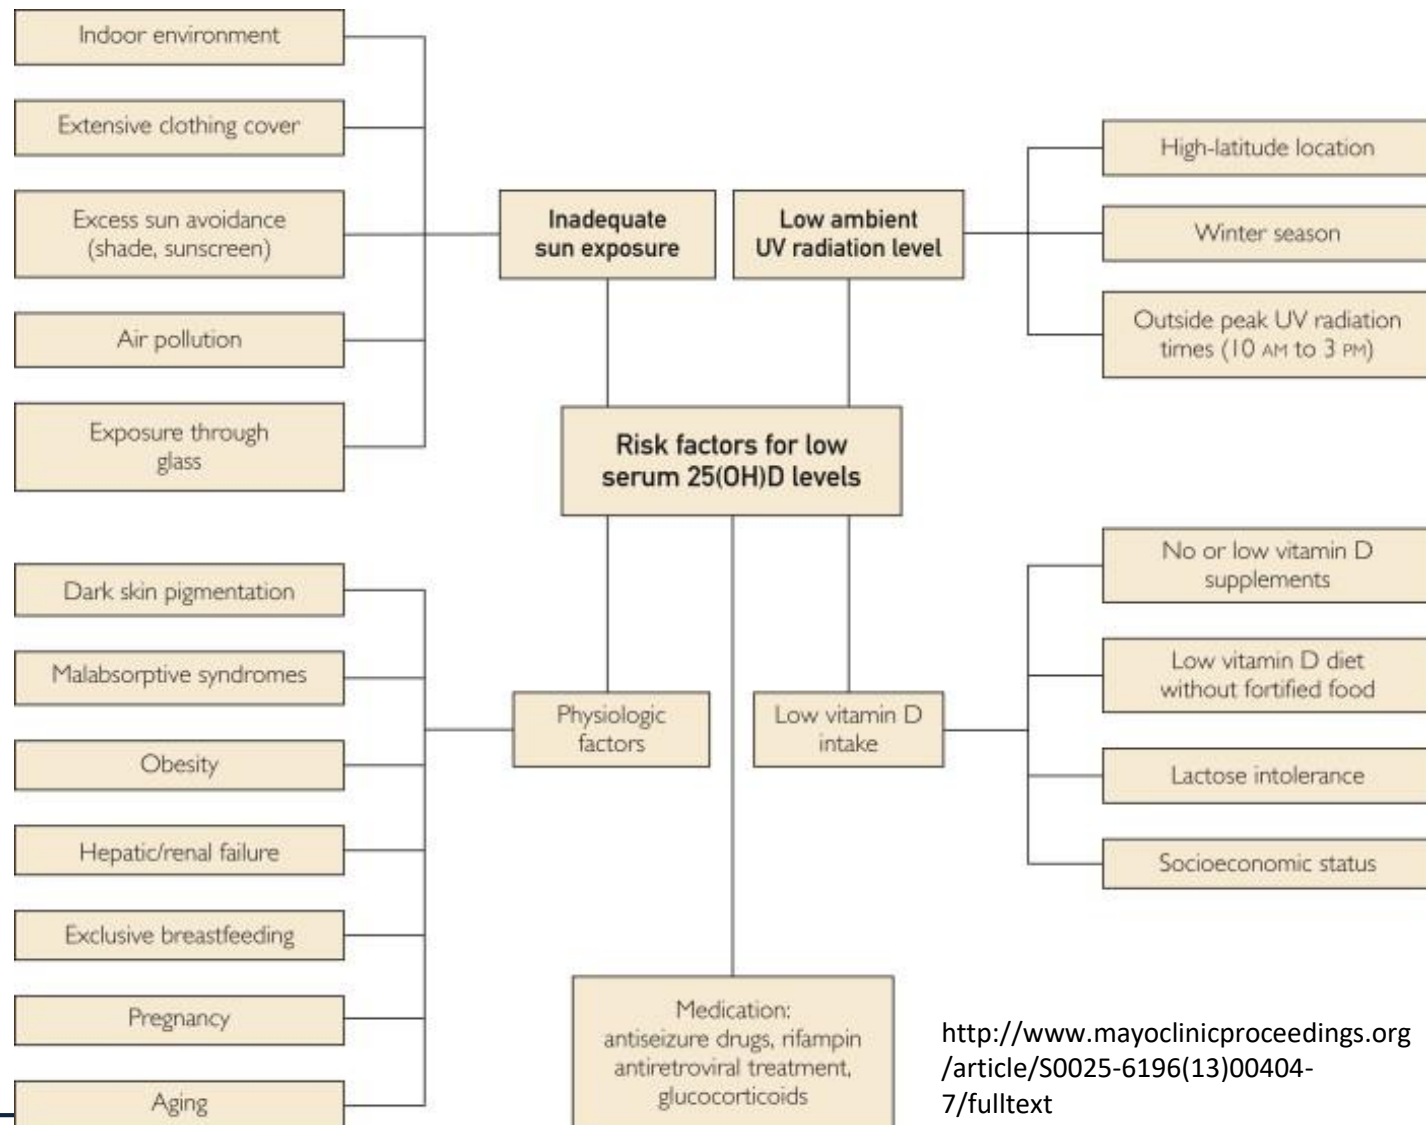 Indoor environment
Extensive clothing cover
Excess sun avoidance
(shade, sunscreen)
Air pollution
Exposure through
glass
Inadequate
sun exposure
Low ambient
UV radiation level
High-latitude location
Winter season
Outside peak UV radiation
times (10 AM to 3 PM)
Risk factors for low
serum 25(OH)D levels
Dark skin pigmentation
Malabsorptive syndromes
Obesity
Hepatic/renal failure
Exclusive breastfeeding
Pregnancy
Aging
Physiologic
factors
Low vitamin D
intake
No or low vitamin D
supplements
Low vitamin D diet
without fortified food
Lactose intolerance
Socioeconomic status
Medication:
antiseizure drugs, rifampin
antiretroviral treatment,
glucocorticoids
http://www.mayoclinicproceedings.org
/article/S0025-6196(13)00404-
7/fulltext